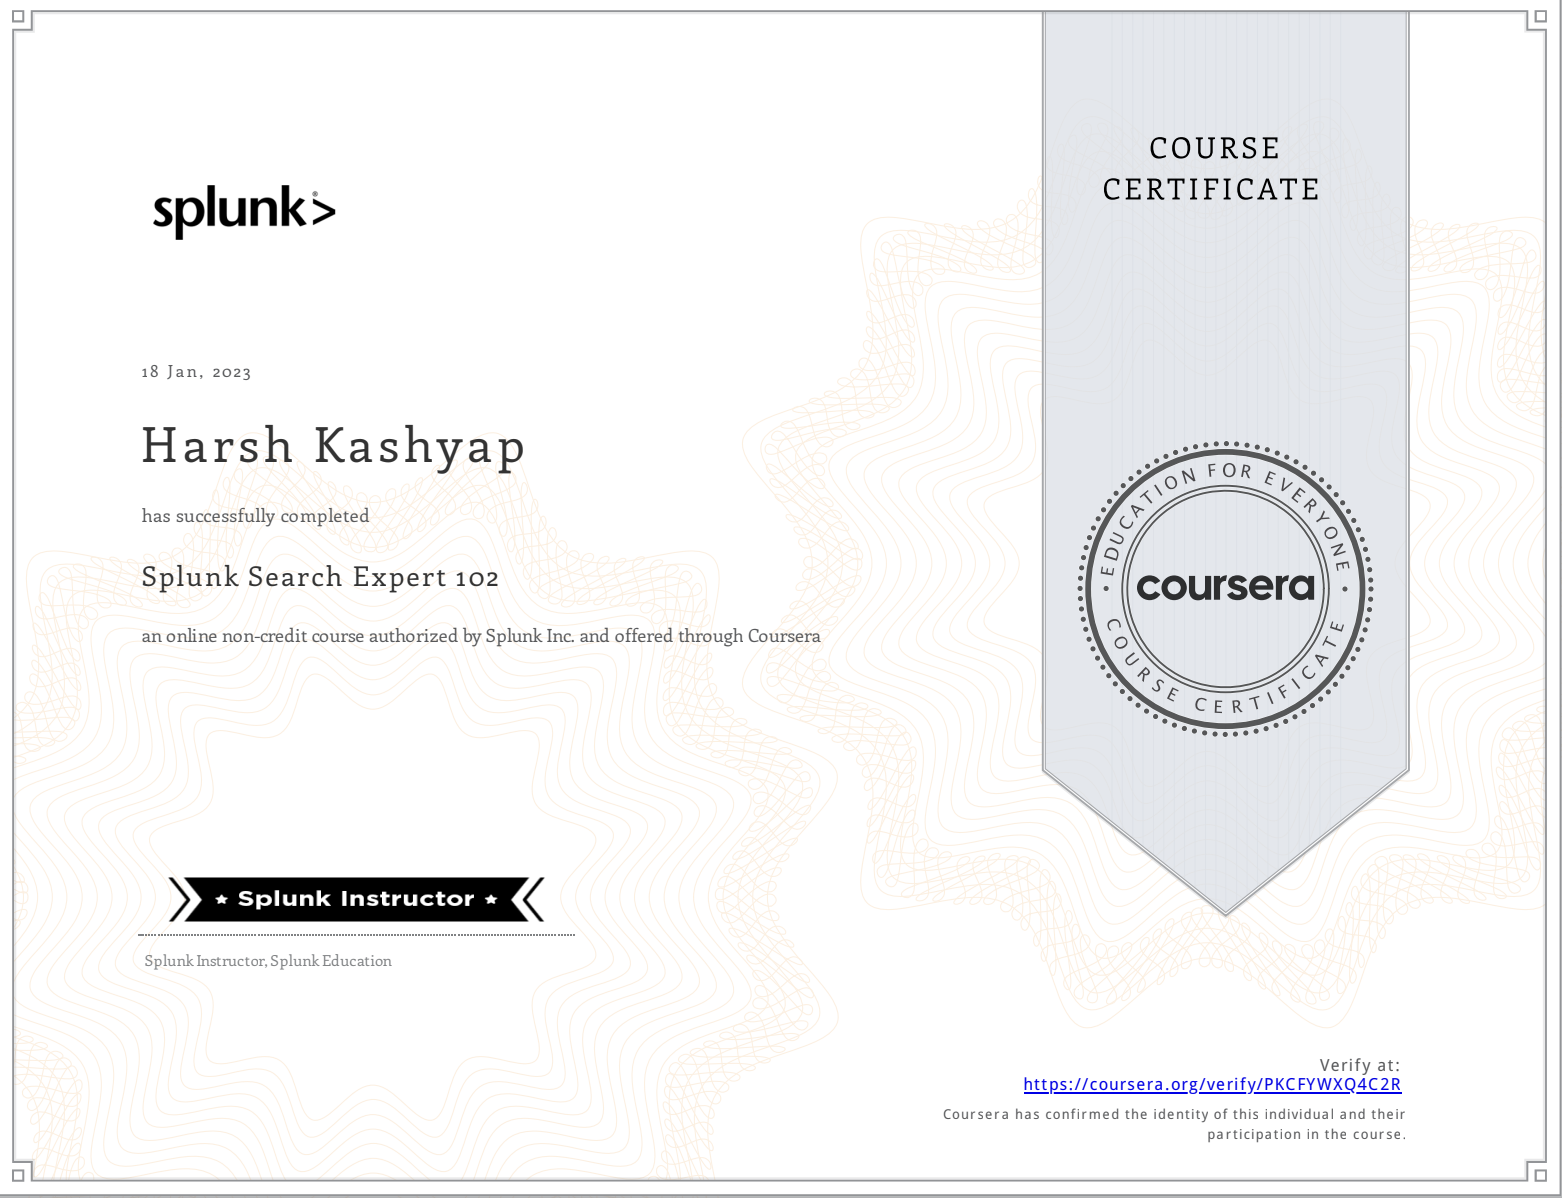 COURSE
CERTIFICATE
splunk>®
18 Jan, 2023
Harsh Kashyap
has successfully completed
Splunk Search Expert 102
an online non-credit course authorized by Splunk Inc. and offered through Coursera
EDUCATION FOR EVERYONE
coursera
COURSE CERTIFICATE
Splunk Instructor
Splunk Instructor, Splunk Education
Verify at:
https://coursera.org/verify/PKCFYWXQ4C2R
Coursera has confirmed the identity of this individual and their
participation in the course.